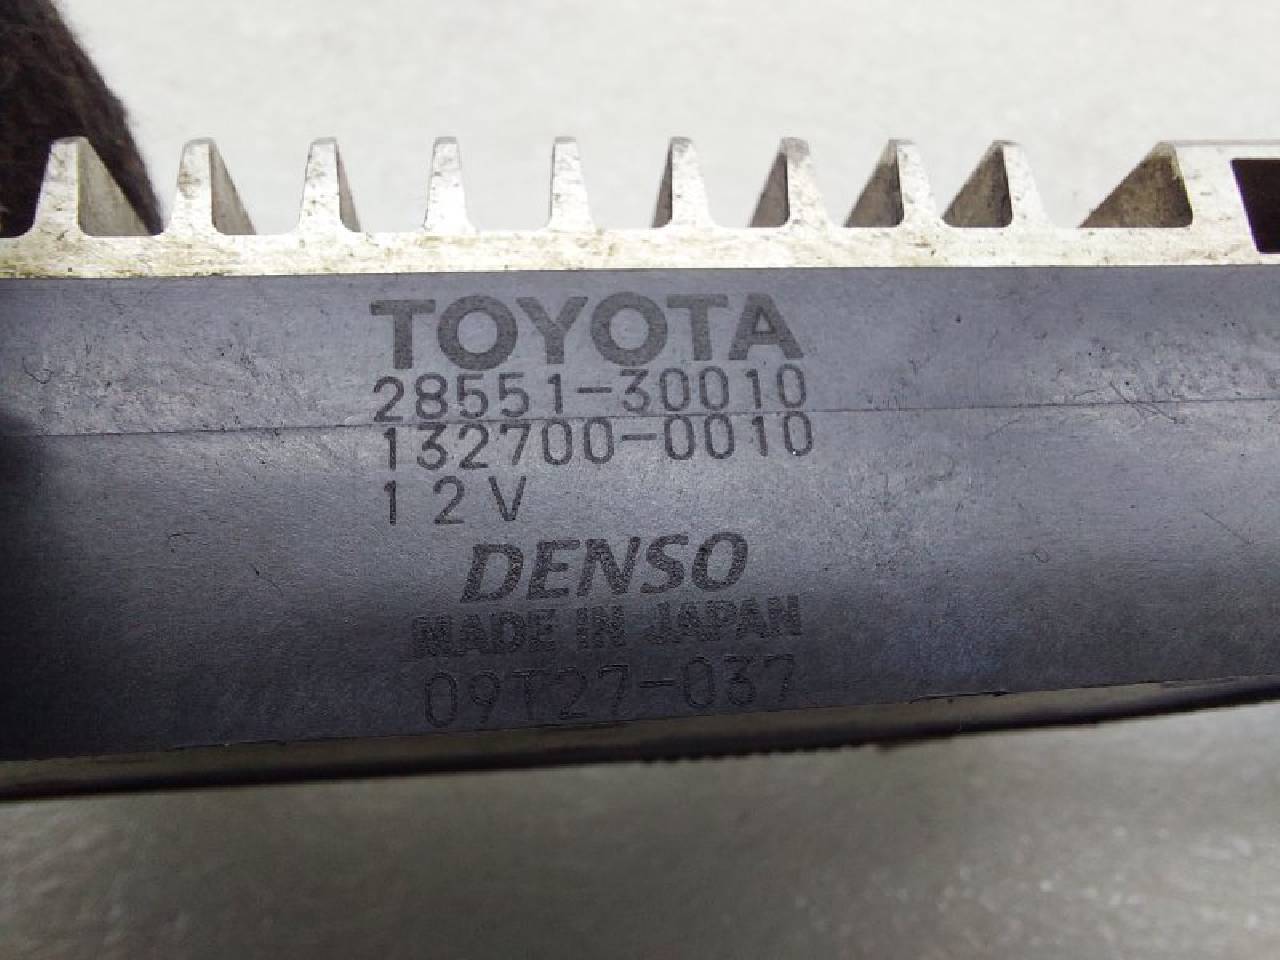 TOYOTA
28551-30010
132700-0010
12V
DENSO
MADE IN JAPAN
09T27-037